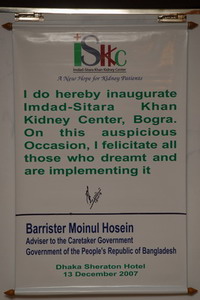 ISKKC
Imdad-Sitara Khan Kidney Center
A New Hope for Kidney Patients
I do hereby inaugurate
Imdad-Sitara Khan
Kidney Center, Bogra.
On this auspicious
Occasion, I felicitate all
those who dreamt and
are implementing it
Barrister Moinul Hosein
Adviser to the Caretaker Government
Government of the People's Republic of Bangladesh
Dhaka Sheraton Hotel
13 December 2007